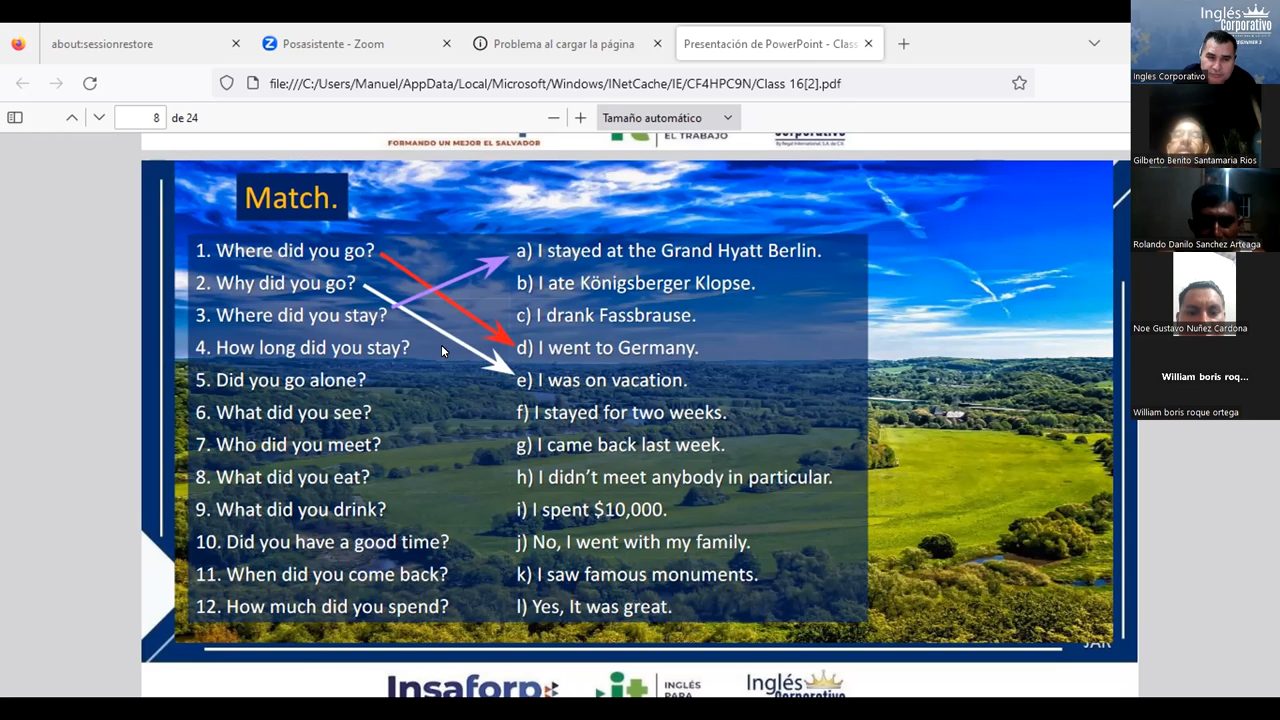 about:sessionrestore
Posasistente - Zoom
Problema al cargar la página
Presentación de PowerPoint - Clas
file:///C:/Users/Manuel/AppData/Local/Microsoft/Windows/INetCache/IE/CF4HPC9N/Class 16[2].pdf
8 de 24
Tamaño automático
FORMANDO UN MEJOR EL SALVADOR
EL TRABAJO
Corporativo
Match.
1. Where did you go?
2. Why did you go?
3. Where did you stay?
4. How long did you stay?
5. Did you go alone?
6. What did you see?
7. Who did you meet?
8. What did you eat?
9. What did you drink?
10. Did you have a good time?
11. When did you come back?
12. How much did you spend?
a) I stayed at the Grand Hyatt Berlin.
b) I ate Königsberger Klopse.
c) I drank Fassbrause.
d) I went to Germany.
e) I was on vacation.
f) I stayed for two weeks.
g) I came back last week.
h) I didn't meet anybody in particular.
i) I spent $10,000.
j) No, I went with my family.
k) I saw famous monuments.
l) Yes, It was great.
JAR
Insaforp
INGLÉS
PARA
Inglés
Corporativo
Inglés
Corporativo
Ingles Corporativo
Gilberto Benito Santamaria Rios
Rolando Danilo Sanchez Arteaga
Noe Gustavo Nuñez Cardona
William boris roq...
William boris roque ortega